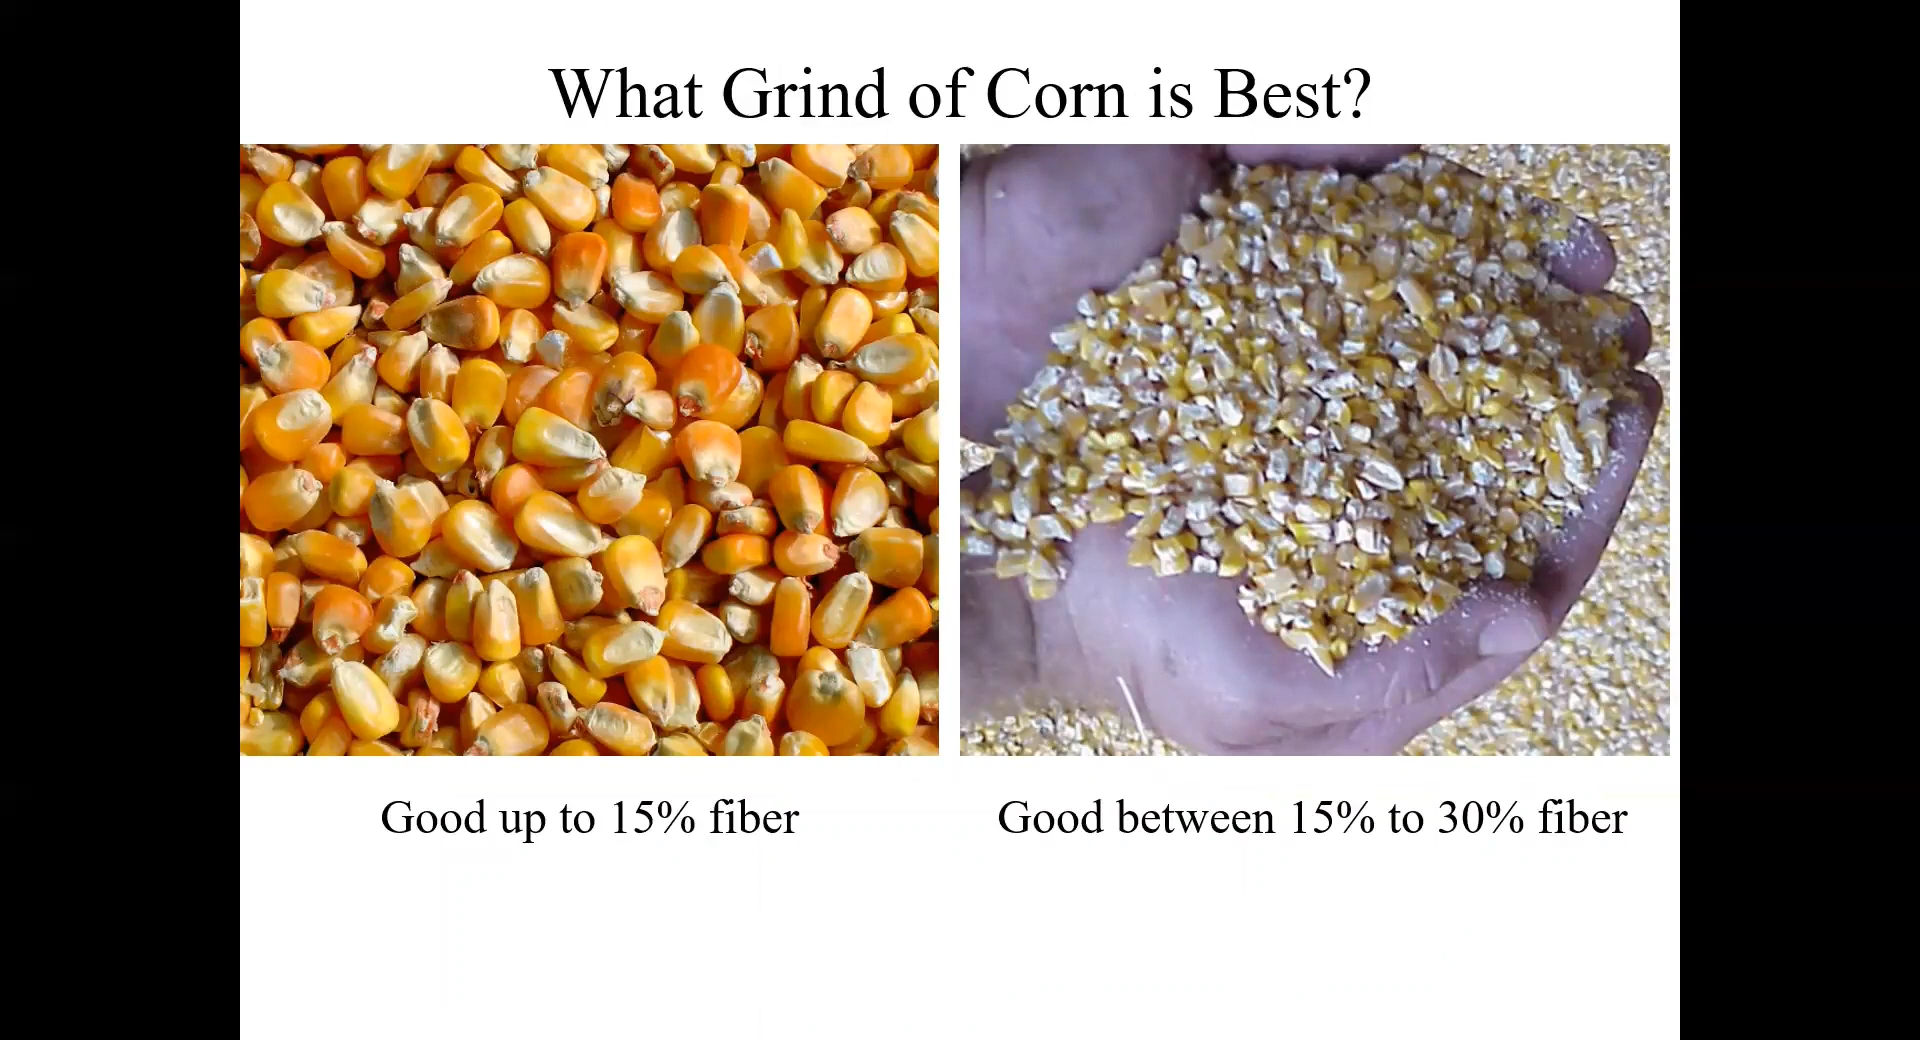 What Grind of Corn is Best?
Good up to 15% fiber
Good between 15% to 30% fiber